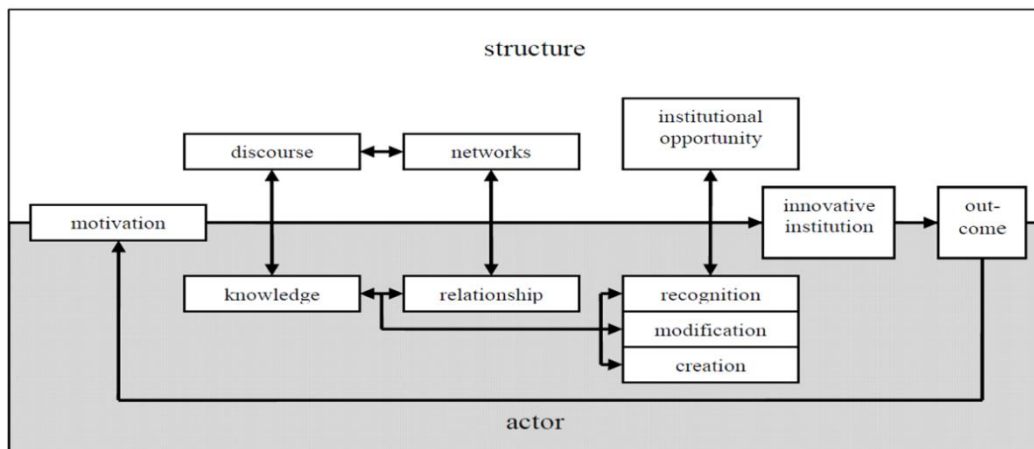 structure
institutional
opportunity
discourse
networks
motivation
innovative
institution
out-
come
knowledge
relationship
recognition
modification
creation
actor